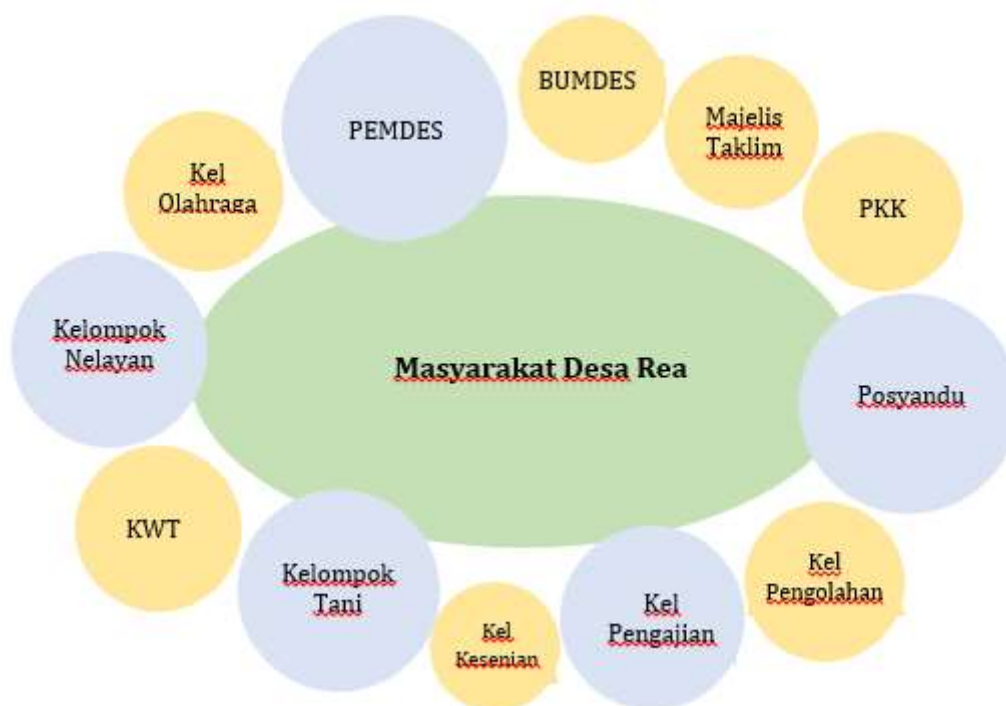 BUMDES
PEMDES
Majelis
Taklim
Kel
Olahraga
PKK
Kelompok
Nelayan
Masyarakat Desa Rea
Posyandu
KWT
Kelompok
Tani
Kel
Pengolahan
Kel
Pengajian
Kel
Kesenian